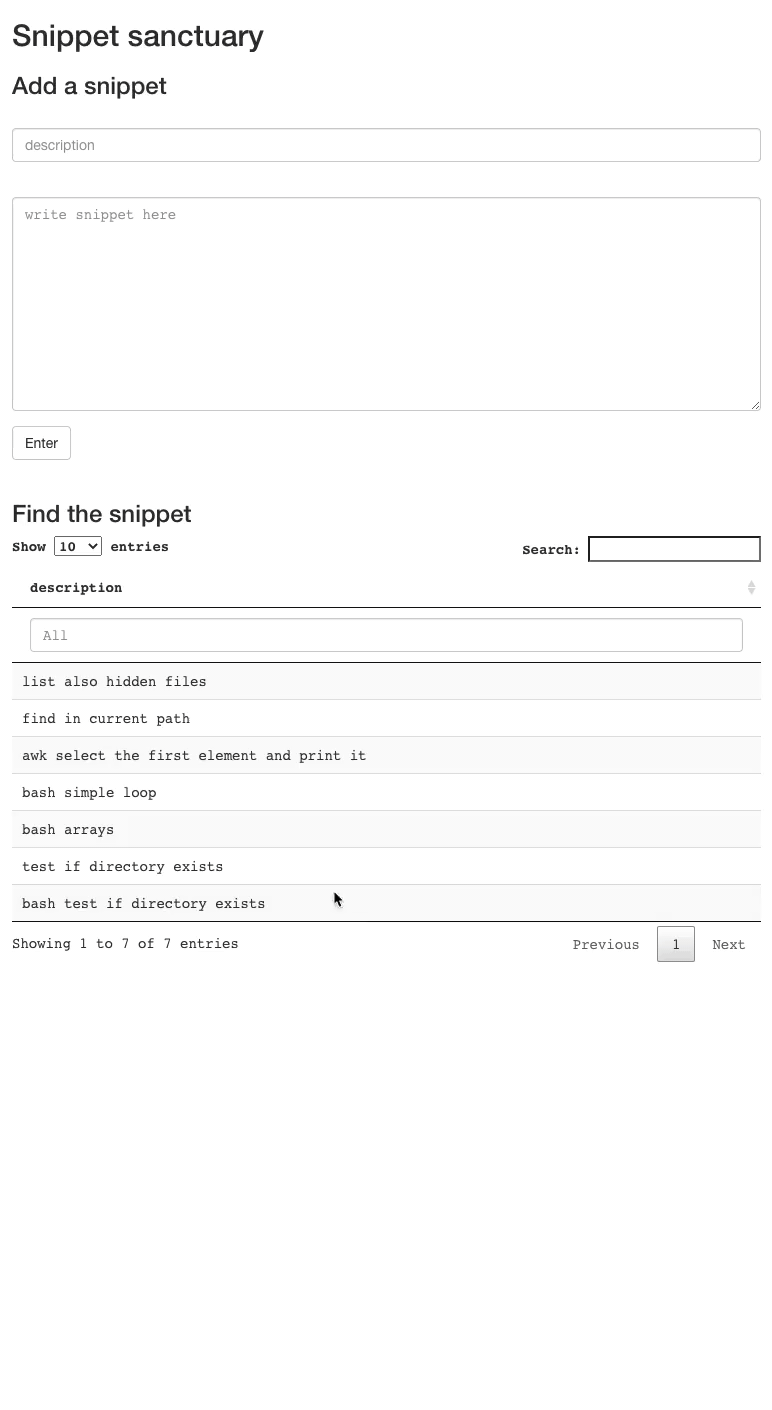 Snippet sanctuary
Add a snippet
description
write snippet here
Enter
Find the snippet
Show 10 entries
Search:
description
All
list also hidden files
find in current path
awk select the first element and print it
bash simple loop
bash arrays
test if directory exists
bash test if directory exists
Showing 1 to 7 of 7 entries
Previous 1 Next